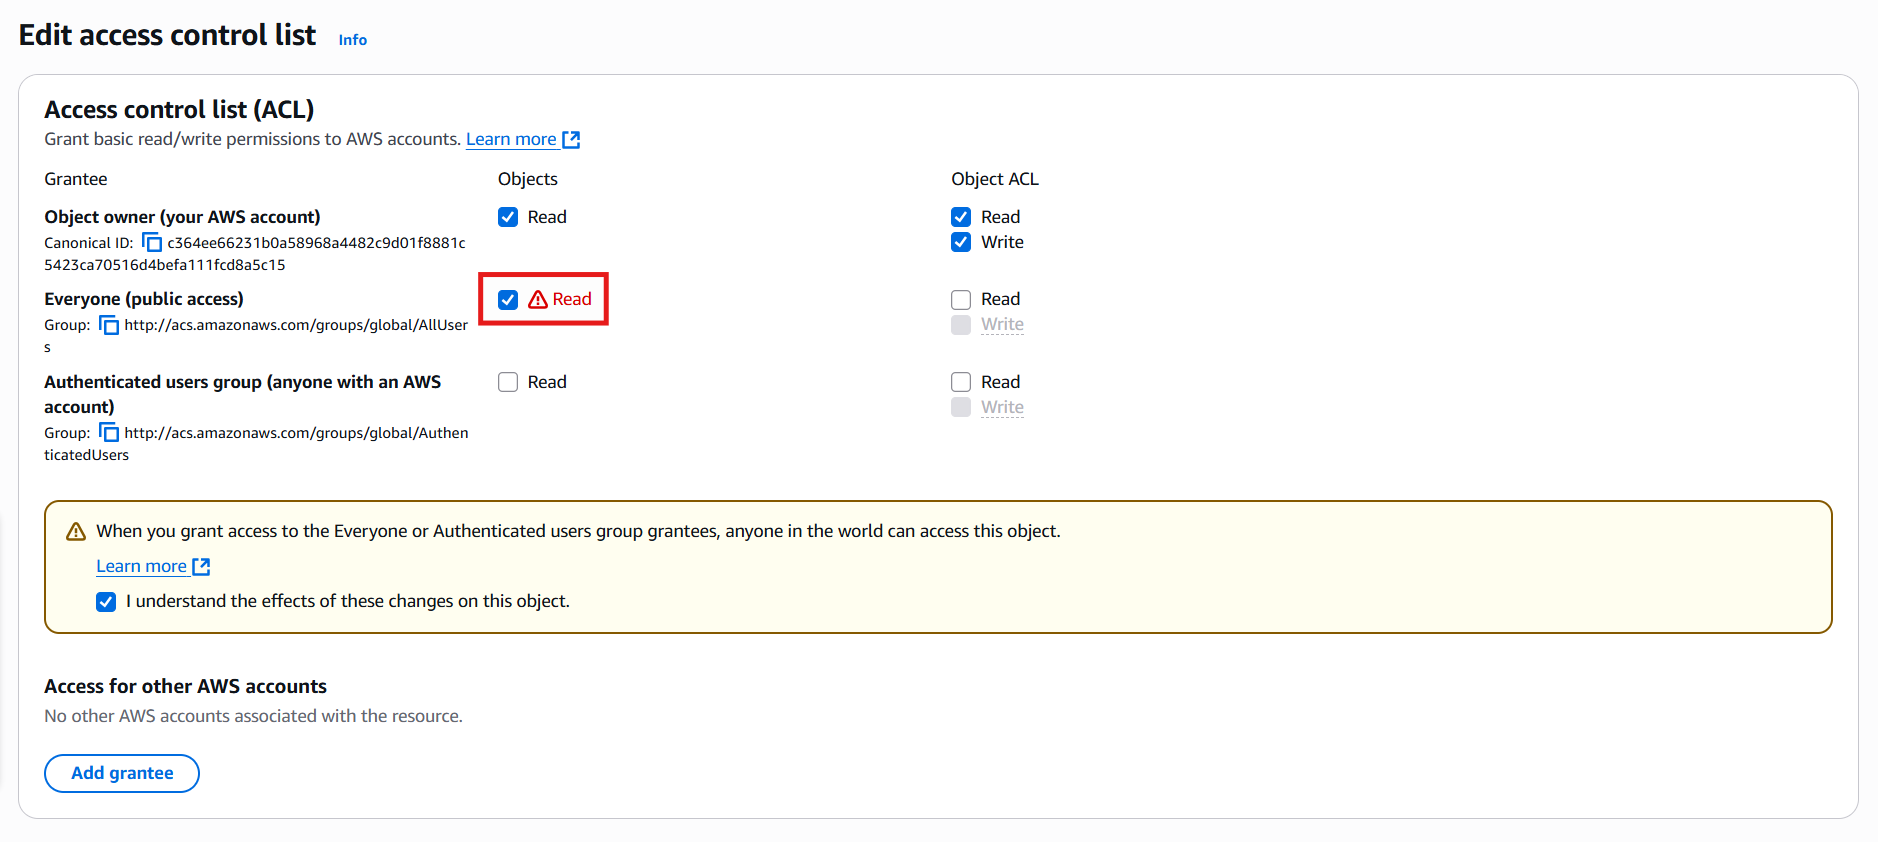 Edit access control list Info
Access control list (ACL)
Grant basic read/write permissions to AWS accounts. Learn more
Grantee Objects Object ACL
Object owner (your AWS account) Read Read
Canonical ID: c364ee66231b0a58968a4482c9d01f8881c Write
5423ca70516d4befa111fcd8a5c15
Everyone (public access) Read Read
Group: http://acs.amazonaws.com/groups/global/AllUser Write
s
Authenticated users group (anyone with an AWS Read Read
account) Write
Group: http://acs.amazonaws.com/groups/global/Authen
ticatedUsers
When you grant access to the Everyone or Authenticated users group grantees, anyone in the world can access this object.
Learn more
I understand the effects of these changes on this object.
Access for other AWS accounts
No other AWS accounts associated with the resource.
Add grantee